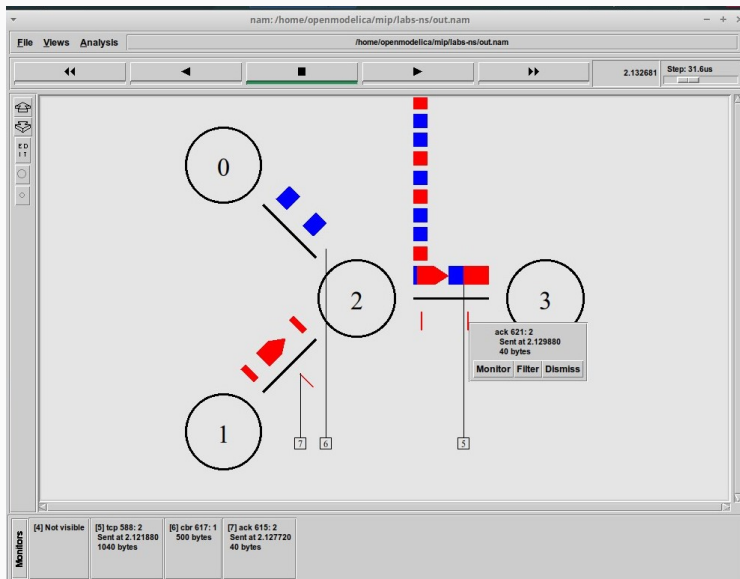 nam: /home/openmodelica/mip/labs-ns/out.nam
File Views Analysis /home/openmodelica/mip/labs-ns/out.nam
2.132681 Step: 31.6us
E D
I T
0
2
3
1
ack 621: 2
Sent at 2.129880
40 bytes
Monitor Filter Dismiss
7
6
5
Monitors
[4] Not visible
[5] tcp 588: 2
Sent at 2.121880
1040 bytes
[6] cbr 617: 1
500 bytes
[7] ack 615: 2
Sent at 2.127720
40 bytes